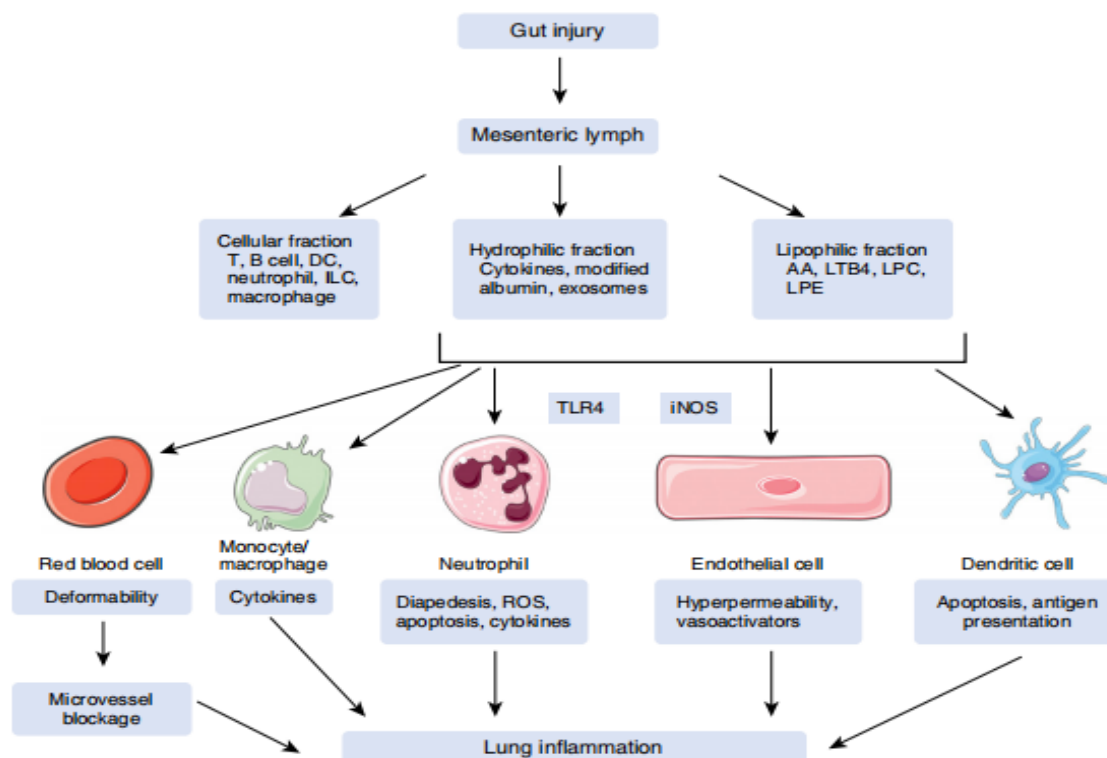 Gut injury
Mesenteric lymph
Cellular fraction
T, B cell, DC,
neutrophil, ILC,
macrophage
Hydrophilic fraction
Cytokines, modified
albumin, exosomes
Lipophilic fraction
AA, LTB4, LPC,
LPE
TLR4
iNOS
Red blood cell
Monocyte/
macrophage
Neutrophil
Endothelial cell
Dendritic cell
Deformability
Cytokines
Diapedesis, ROS,
apoptosis, cytokines
Hyperpermeability,
vasoactivators
Apoptosis, antigen
presentation
Microvessel
blockage
Lung inflammation